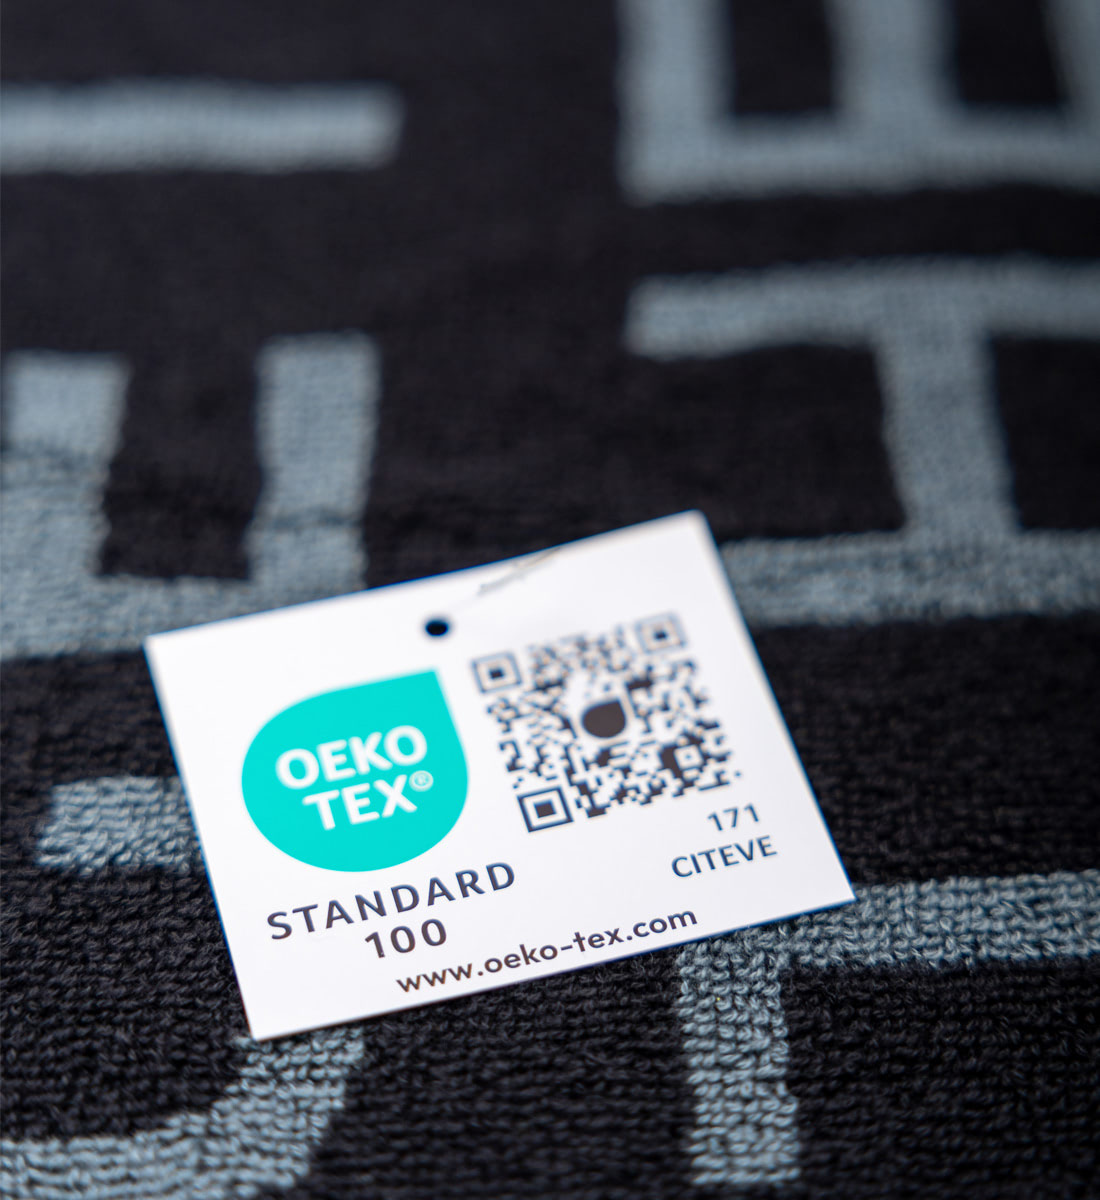 OEKO
TEX®
STANDARD
100
171
CITEVE
www.oeko-tex.com